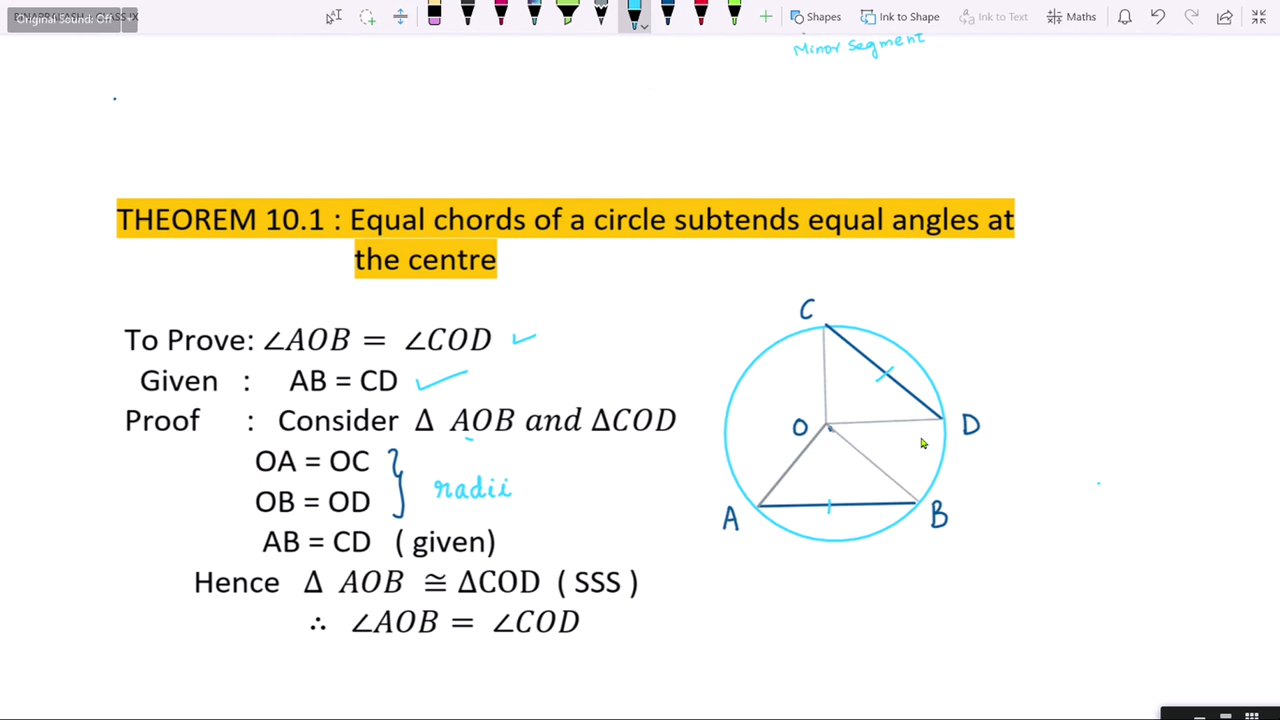 Original Sound: Off
Shapes
Ink to Shape
Ink to Text
Maths
Minor Segment
THEOREM 10.1 : Equal chords of a circle subtends equal angles at
the centre
To Prove: ∠AOB = ∠COD
Given : AB = CD
Proof : Consider Δ AOB and ΔCOD
OA = OC
OB = OD
radii
AB = CD ( given)
Hence Δ AOB ≅ ΔCOD ( SSS )
∴ ∠AOB = ∠COD
C
O
D
A
B